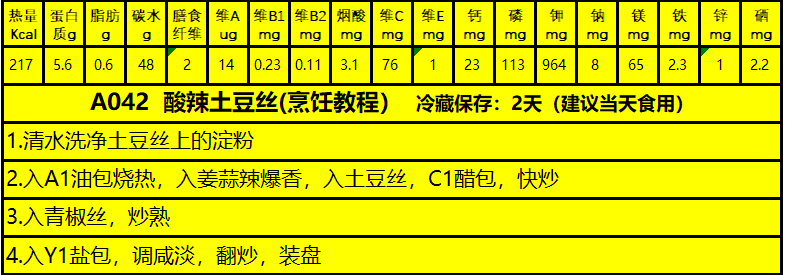 热量 蛋白 脂肪 碳水 膳食 维A 维B1 维B2 烟酸 维C 维E 钙 磷 钾 钠 镁 铁 锌 硒
Kcal 质g g g 纤维 ug mg mg mg mg mg mg mg mg mg mg mg mg mg
217 5.6 0.6 48 2 14 0.23 0.11 3.1 76 1 23 113 964 8 65 2.3 1 2.2
A042 酸辣土豆丝(烹饪教程) 冷藏保存：2天（建议当天食用）
1.清水洗净土豆丝上的淀粉
2.入A1油包烧热，入姜蒜辣爆香，入土豆丝，C1醋包，快炒
3.入青椒丝，炒熟
4.入Y1盐包，调咸淡，翻炒，装盘